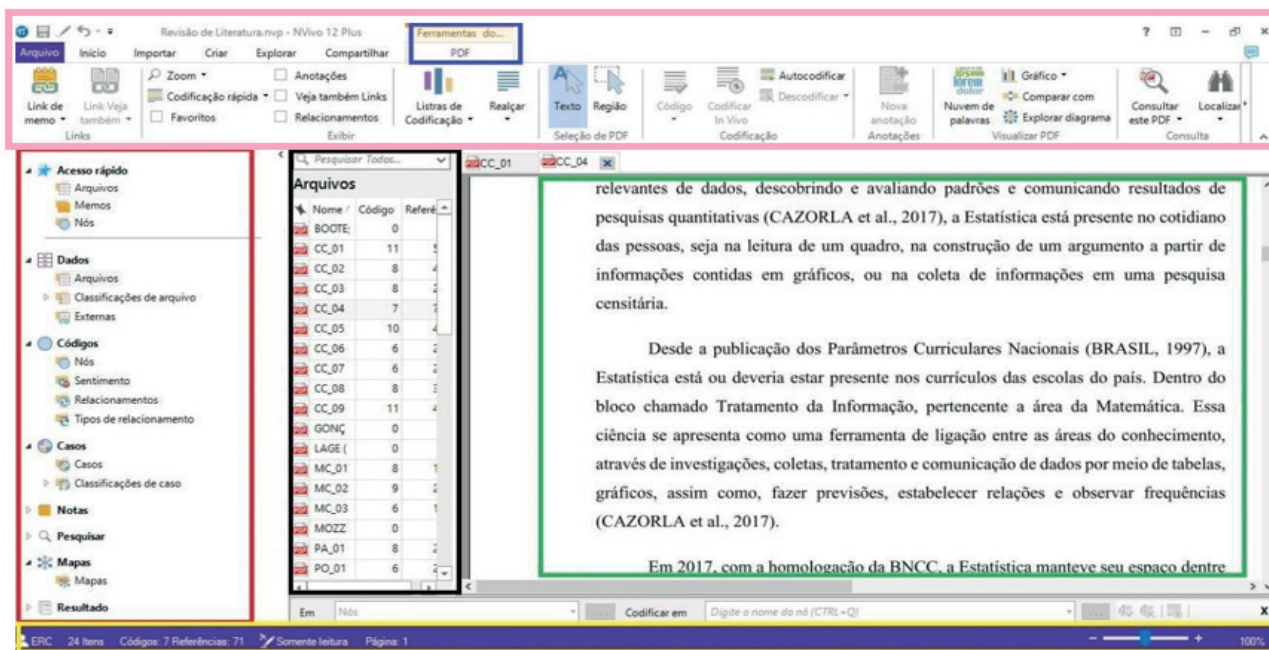 Revisão de Literatura.nvp - NVivo 12 Plus
Ferramentas do...
Arquivo Início Importar Criar Explorar Compartilhar PDF
Link de memo
Link Veja também
Links
Zoom
Codificação rápida
Favoritos
Anotações
Veja também Links
Relacionamentos
Exibir
Listras de Codificação
Realçar
Texto
Região
Seleção de PDF
Código
Codificar In Vivo
Autocodificar
Descodificar
Codificação
Nova anotação
Anotações
Nuvem de palavras
Gráfico
Comparar com
Explorar diagrama
Visualizar PDF
Consultar este PDF
Localizar
Consulta
Acesso rápido
Arquivos
Memos
Nós
Dados
Arquivos
Classificações de arquivo
Externas
Códigos
Nós
Sentimento
Relacionamentos
Tipos de relacionamento
Casos
Casos
Classificações de caso
Notas
Pesquisar
Mapas
Mapas
Resultado
Pesquisar Todos...
Arquivos
Nome Código Referê
BOOTE; 0
CC_01 11
CC_02 8
CC_03 8
CC_04 7
CC_05 10
CC_06 6
CC_07 6
CC_08 8
CC_09 11
GONÇ 0
LAGE ( 0
MC_01 8
MC_02 9
MC_03 6
MOZZ 0
PA_01 8
PO_01 6
CC_01 CC_04
relevantes de dados, descobrindo e avaliando padrões e comunicando resultados de
pesquisas quantitativas (CAZORLA et al., 2017), a Estatística está presente no cotidiano
das pessoas, seja na leitura de um quadro, na construção de um argumento a partir de
informações contidas em gráficos, ou na coleta de informações em uma pesquisa
censitária.
Desde a publicação dos Parâmetros Curriculares Nacionais (BRASIL, 1997), a
Estatística está ou deveria estar presente nos currículos das escolas do país. Dentro do
bloco chamado Tratamento da Informação, pertencente a área da Matemática. Essa
ciência se apresenta como uma ferramenta de ligação entre as áreas do conhecimento,
através de investigações, coletas, tratamento e comunicação de dados por meio de tabelas,
gráficos, assim como, fazer previsões, estabelecer relações e observar frequências
(CAZORLA et al., 2017).
Em 2017, com a homologação da BNCC, a Estatística manteve seu espaço dentre
Em Nós ... Codificar em Digite o nome do nó (CTRL+Q) ...
ERC 24 Itens Códigos: 7 Referências: 71 Somente leitura Página: 1 100%